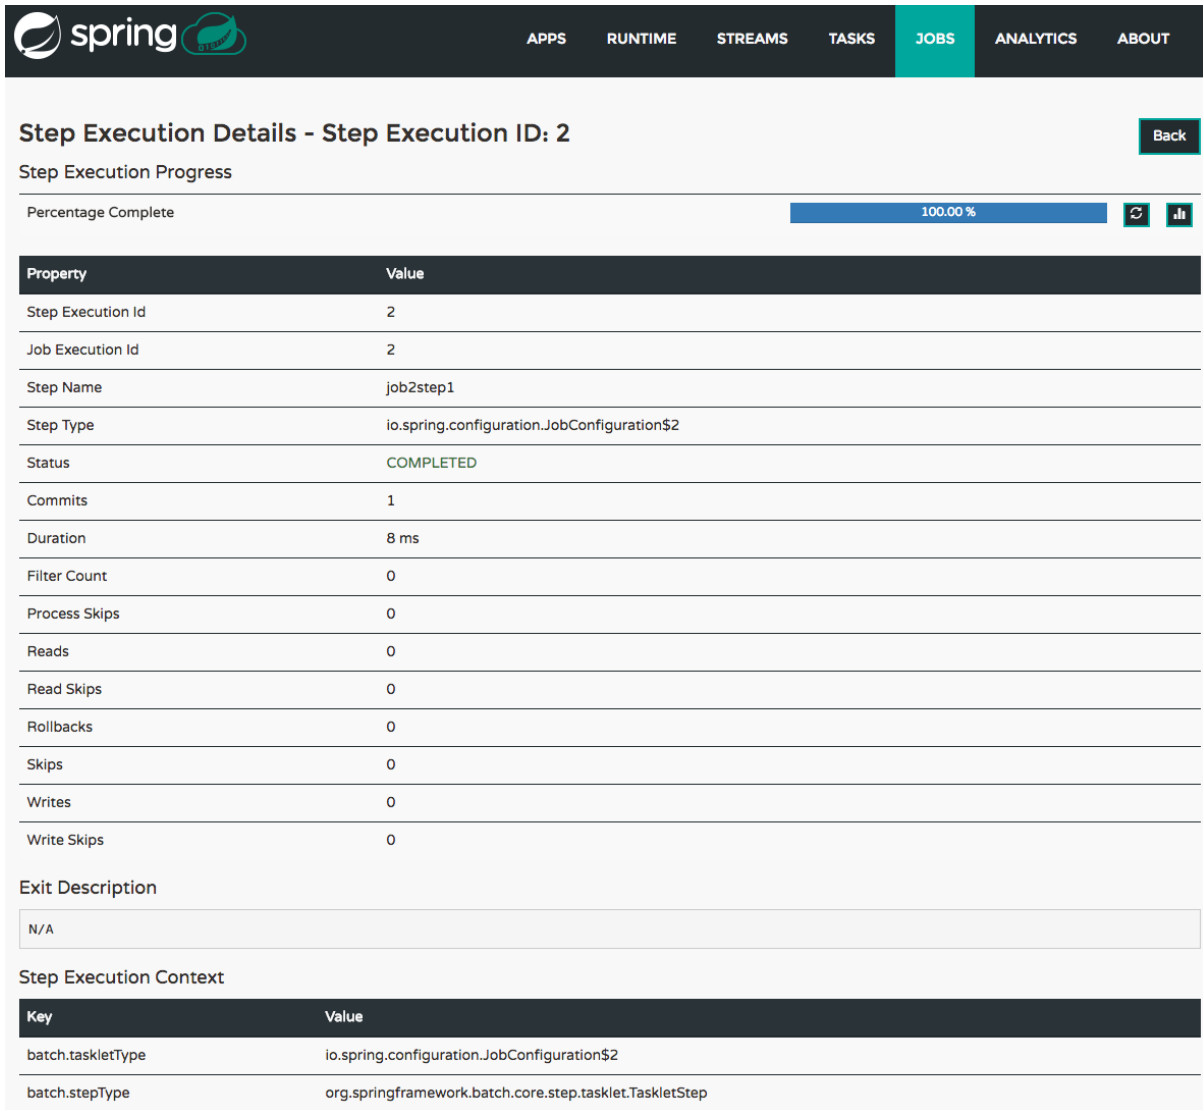 spring
APPS RUNTIME STREAMS TASKS JOBS ANALYTICS ABOUT
Step Execution Details - Step Execution ID: 2
Back
Step Execution Progress
Percentage Complete 100.00 %
Property Value
Step Execution Id 2
Job Execution Id 2
Step Name job2step1
Step Type io.spring.configuration.JobConfiguration$2
Status COMPLETED
Commits 1
Duration 8 ms
Filter Count 0
Process Skips 0
Reads 0
Read Skips 0
Rollbacks 0
Skips 0
Writes 0
Write Skips 0
Exit Description
N/A
Step Execution Context
Key Value
batch.taskletType io.spring.configuration.JobConfiguration$2
batch.stepType org.springframework.batch.core.step.tasklet.TaskletStep